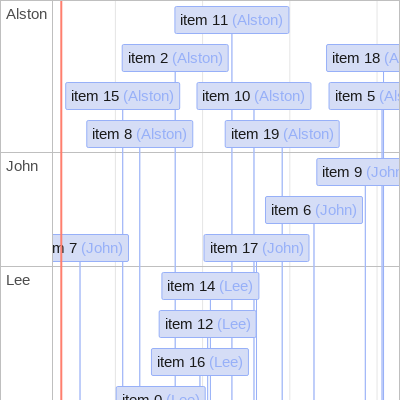 Alston
item 11 (Alston)
item 2 (Alston)
item 18 (A
item 15 (Alston)
item 10 (Alston)
item 5 (Als
item 8 (Alston)
item 19 (Alston)
John
item 9 (John
item 6 (John)
m 7 (John)
item 17 (John)
Lee
item 14 (Lee)
item 12 (Lee)
item 16 (Lee)
item 0 (Lee)